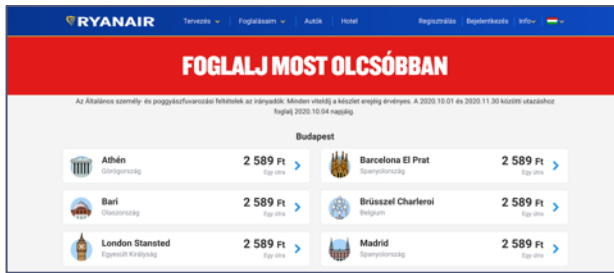 RYANAIR Tervezés Foglalásaim Autók Hotel Regisztrálás Bejelentkezés Info
FOGLALJ MOST OLCSÓBBAN
Az Általános személy- és poggyászfuvarozási feltételek az irányadók. Minden viteldíj a készlet erejéig érvényes. A 2020.10.01 és 2020.11.30 közötti utazáshoz
foglalj 2020.10.04 napjáig.
Budapest
Athén 2 589 Ft
Görögország Egy útra
Barcelona El Prat 2 589 Ft
Spanyolország Egy útra
Bari 2 589 Ft
Olaszország Egy útra
Brüsszel Charleroi 2 589 Ft
Belgium Egy útra
London Stansted 2 589 Ft
Egyesült Királyság Egy útra
Madrid 2 589 Ft
Spanyolország Egy útra